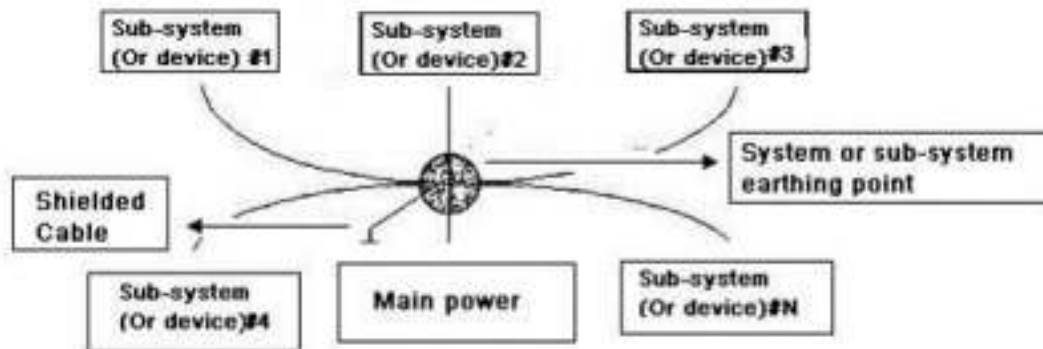 Sub-system
(Or device) #1
Sub-system
(Or device)#2
Sub-system
(Or device)#3
System or sub-system
earthing point
Shielded
Cable
Sub-system
(Or device)#4
Main power
Sub-system
(Or device)#N